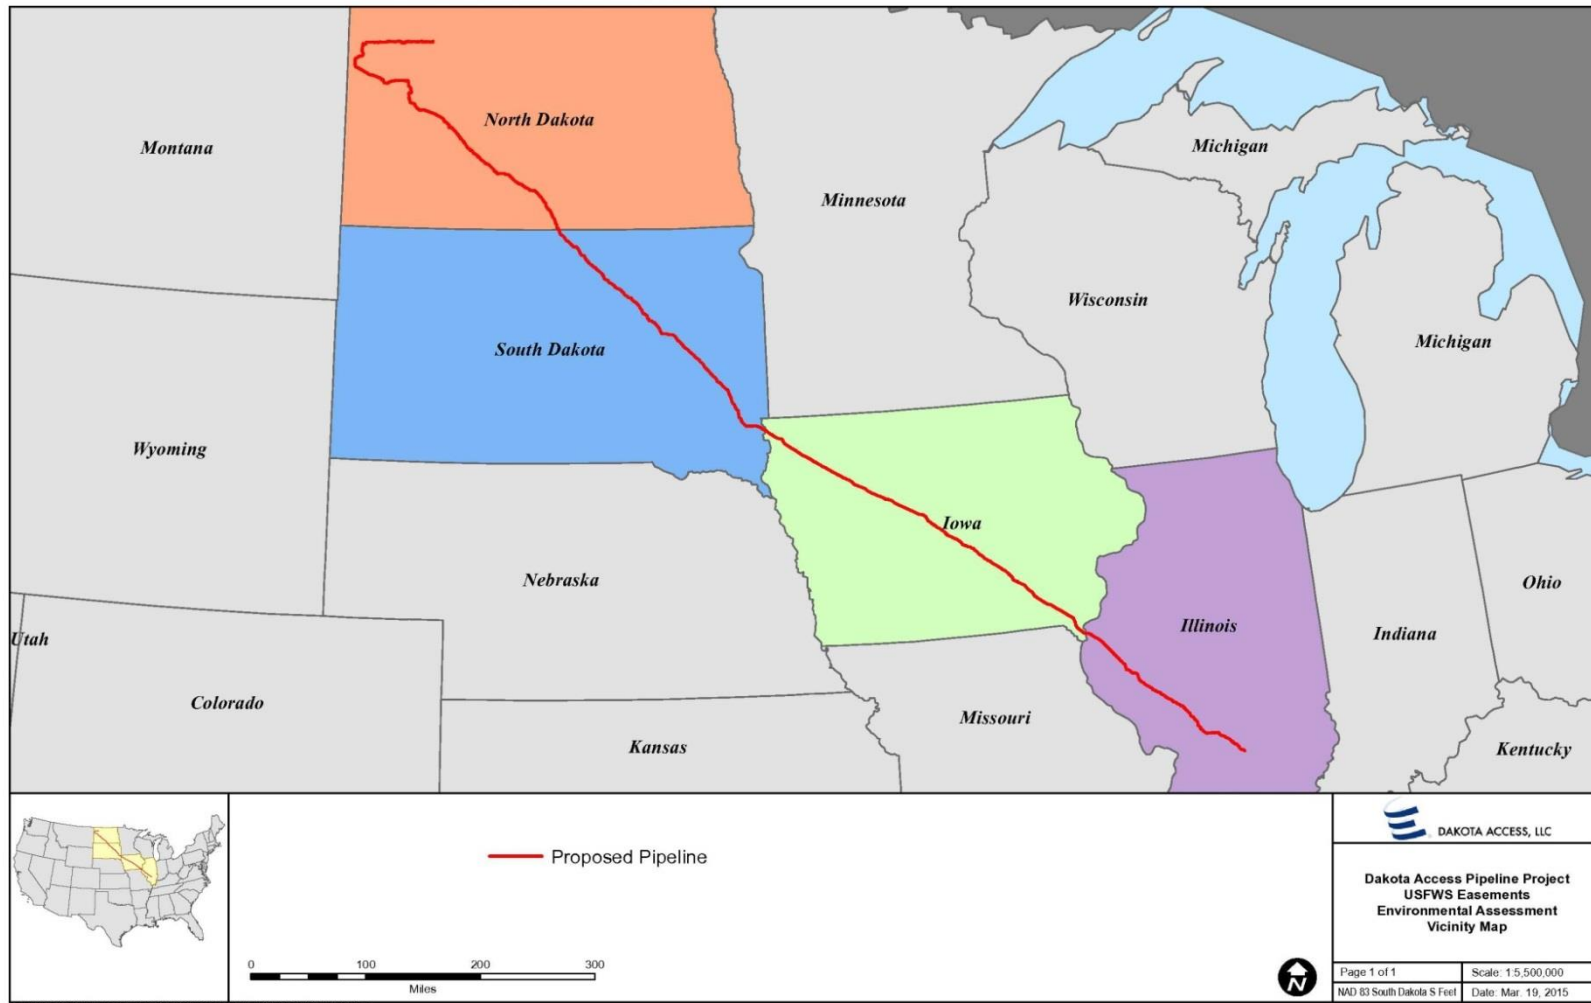 North Dakota
Montana
Michigan
Minnesota
Wisconsin
Michigan
South Dakota
Wyoming
Iowa
Nebraska
Ohio
Illinois
Indiana
Utah
Colorado
Missouri
Kansas
Kentucky
Proposed Pipeline
0 100 200 300
Miles
N
DAKOTA ACCESS, LLC
Dakota Access Pipeline Project
USFWS Easements
Environmental Assessment
Vicinity Map
Page 1 of 1
Scale: 1:5,500,000
NAD 83 South Dakota S Feet
Date: Mar. 19, 2015